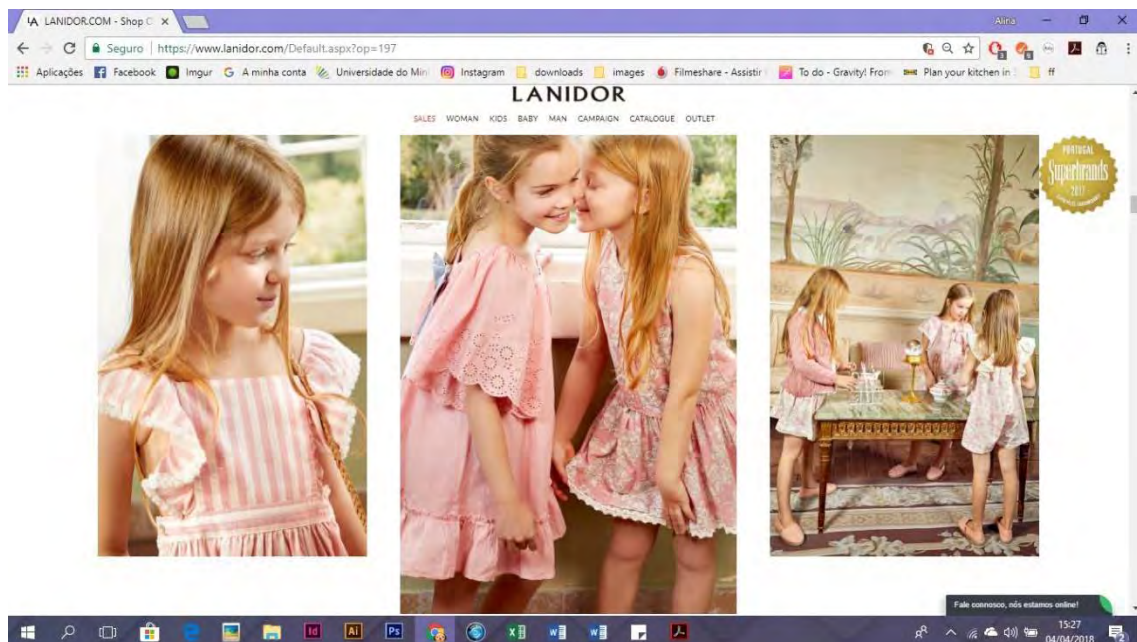 LANIDOR.COM - Shop C
Alina
Seguro | https://www.lanidor.com/Default.aspx?op=197
Aplicações Facebook Imgur A minha conta Universidade do Min Instagram downloads images Filmeshare - Assistir To do - Gravity! From Plan your kitchen in ff
LANIDOR
SALES WOMAN KIDS BABY MAN CAMPAIGN CATALOGUE OUTLET
PORTUGAL
Superbrands
2017
Fale connosco, nós estamos online!
15:27
04/04/2018